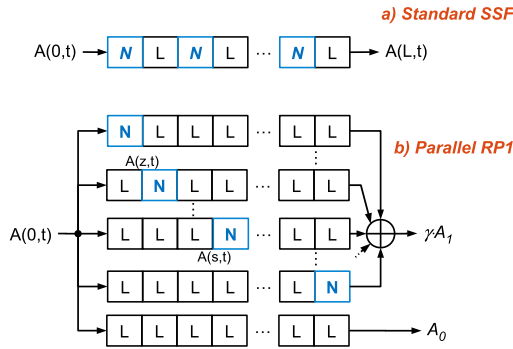 a) Standard SSF
A(0,t) N L N L ... N L A(L,t)
N L L L L ... L L
b) Parallel RP1
A(z,t)
L N L L L ... L L
A(0,t) L L L N ... L L γA₁
A(s,t)
L L L L ... L N
L L L L ... L L A₀